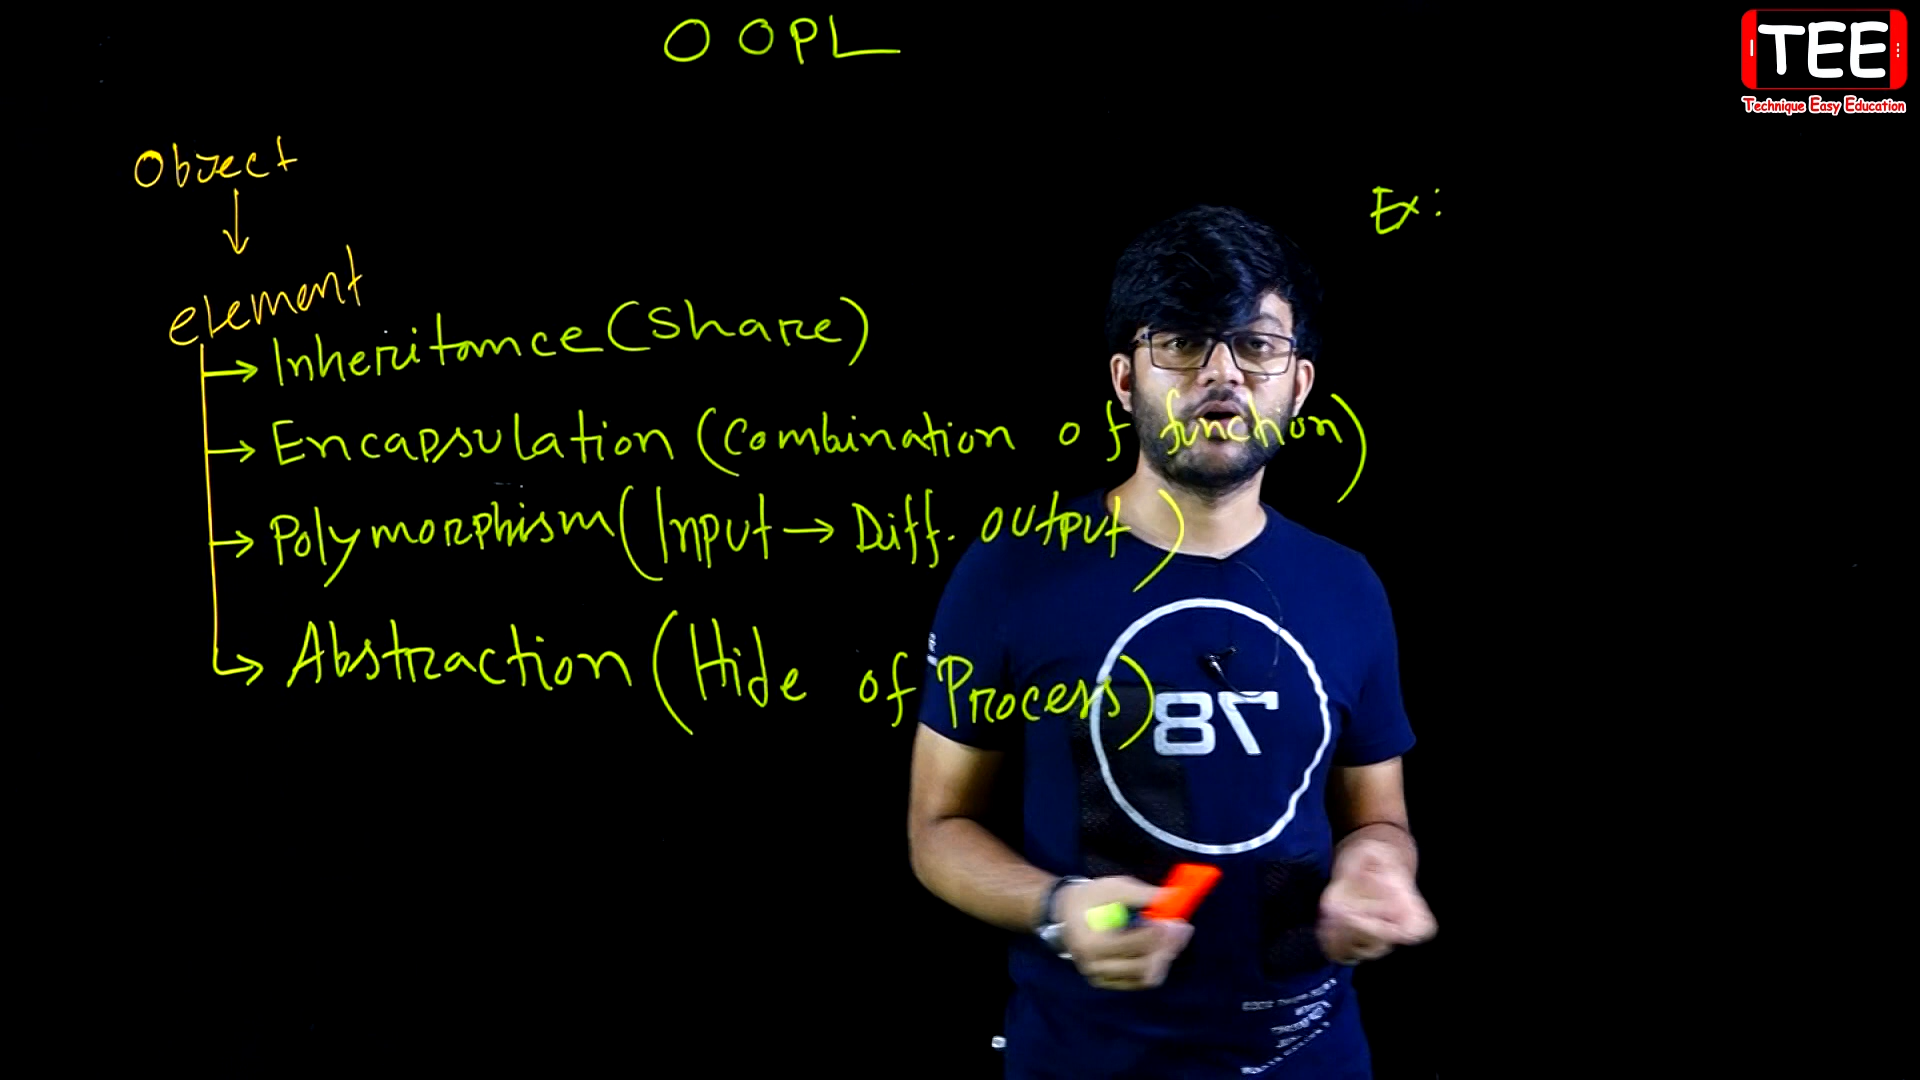 OOPL
TEE
Technique Easy Education
Object
Ex:
element
Inheritance (Share)
Encapsulation (Combination of function)
Polymorphism (Input → Diff. output)
Abstraction (Hide of Process)
78